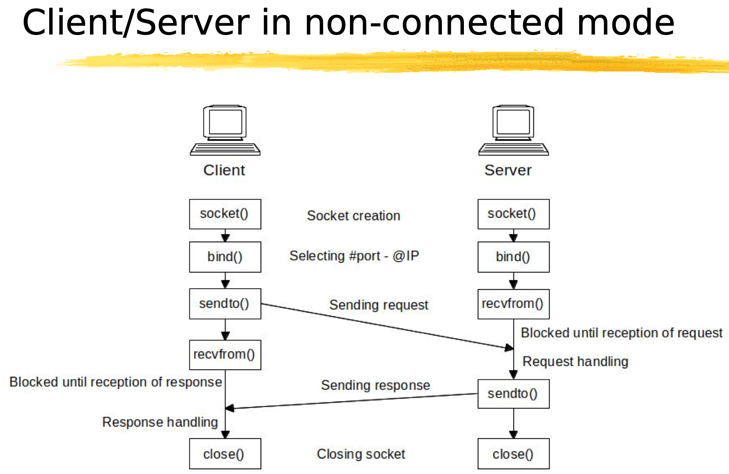 Client/Server in non-connected mode
Client
Server
socket()
Socket creation
socket()
bind()
Selecting #port - @IP
bind()
sendto()
Sending request
recvfrom()
Blocked until reception of request
recvfrom()
Request handling
Blocked until reception of response
Sending response
sendto()
Response handling
close()
Closing socket
close()